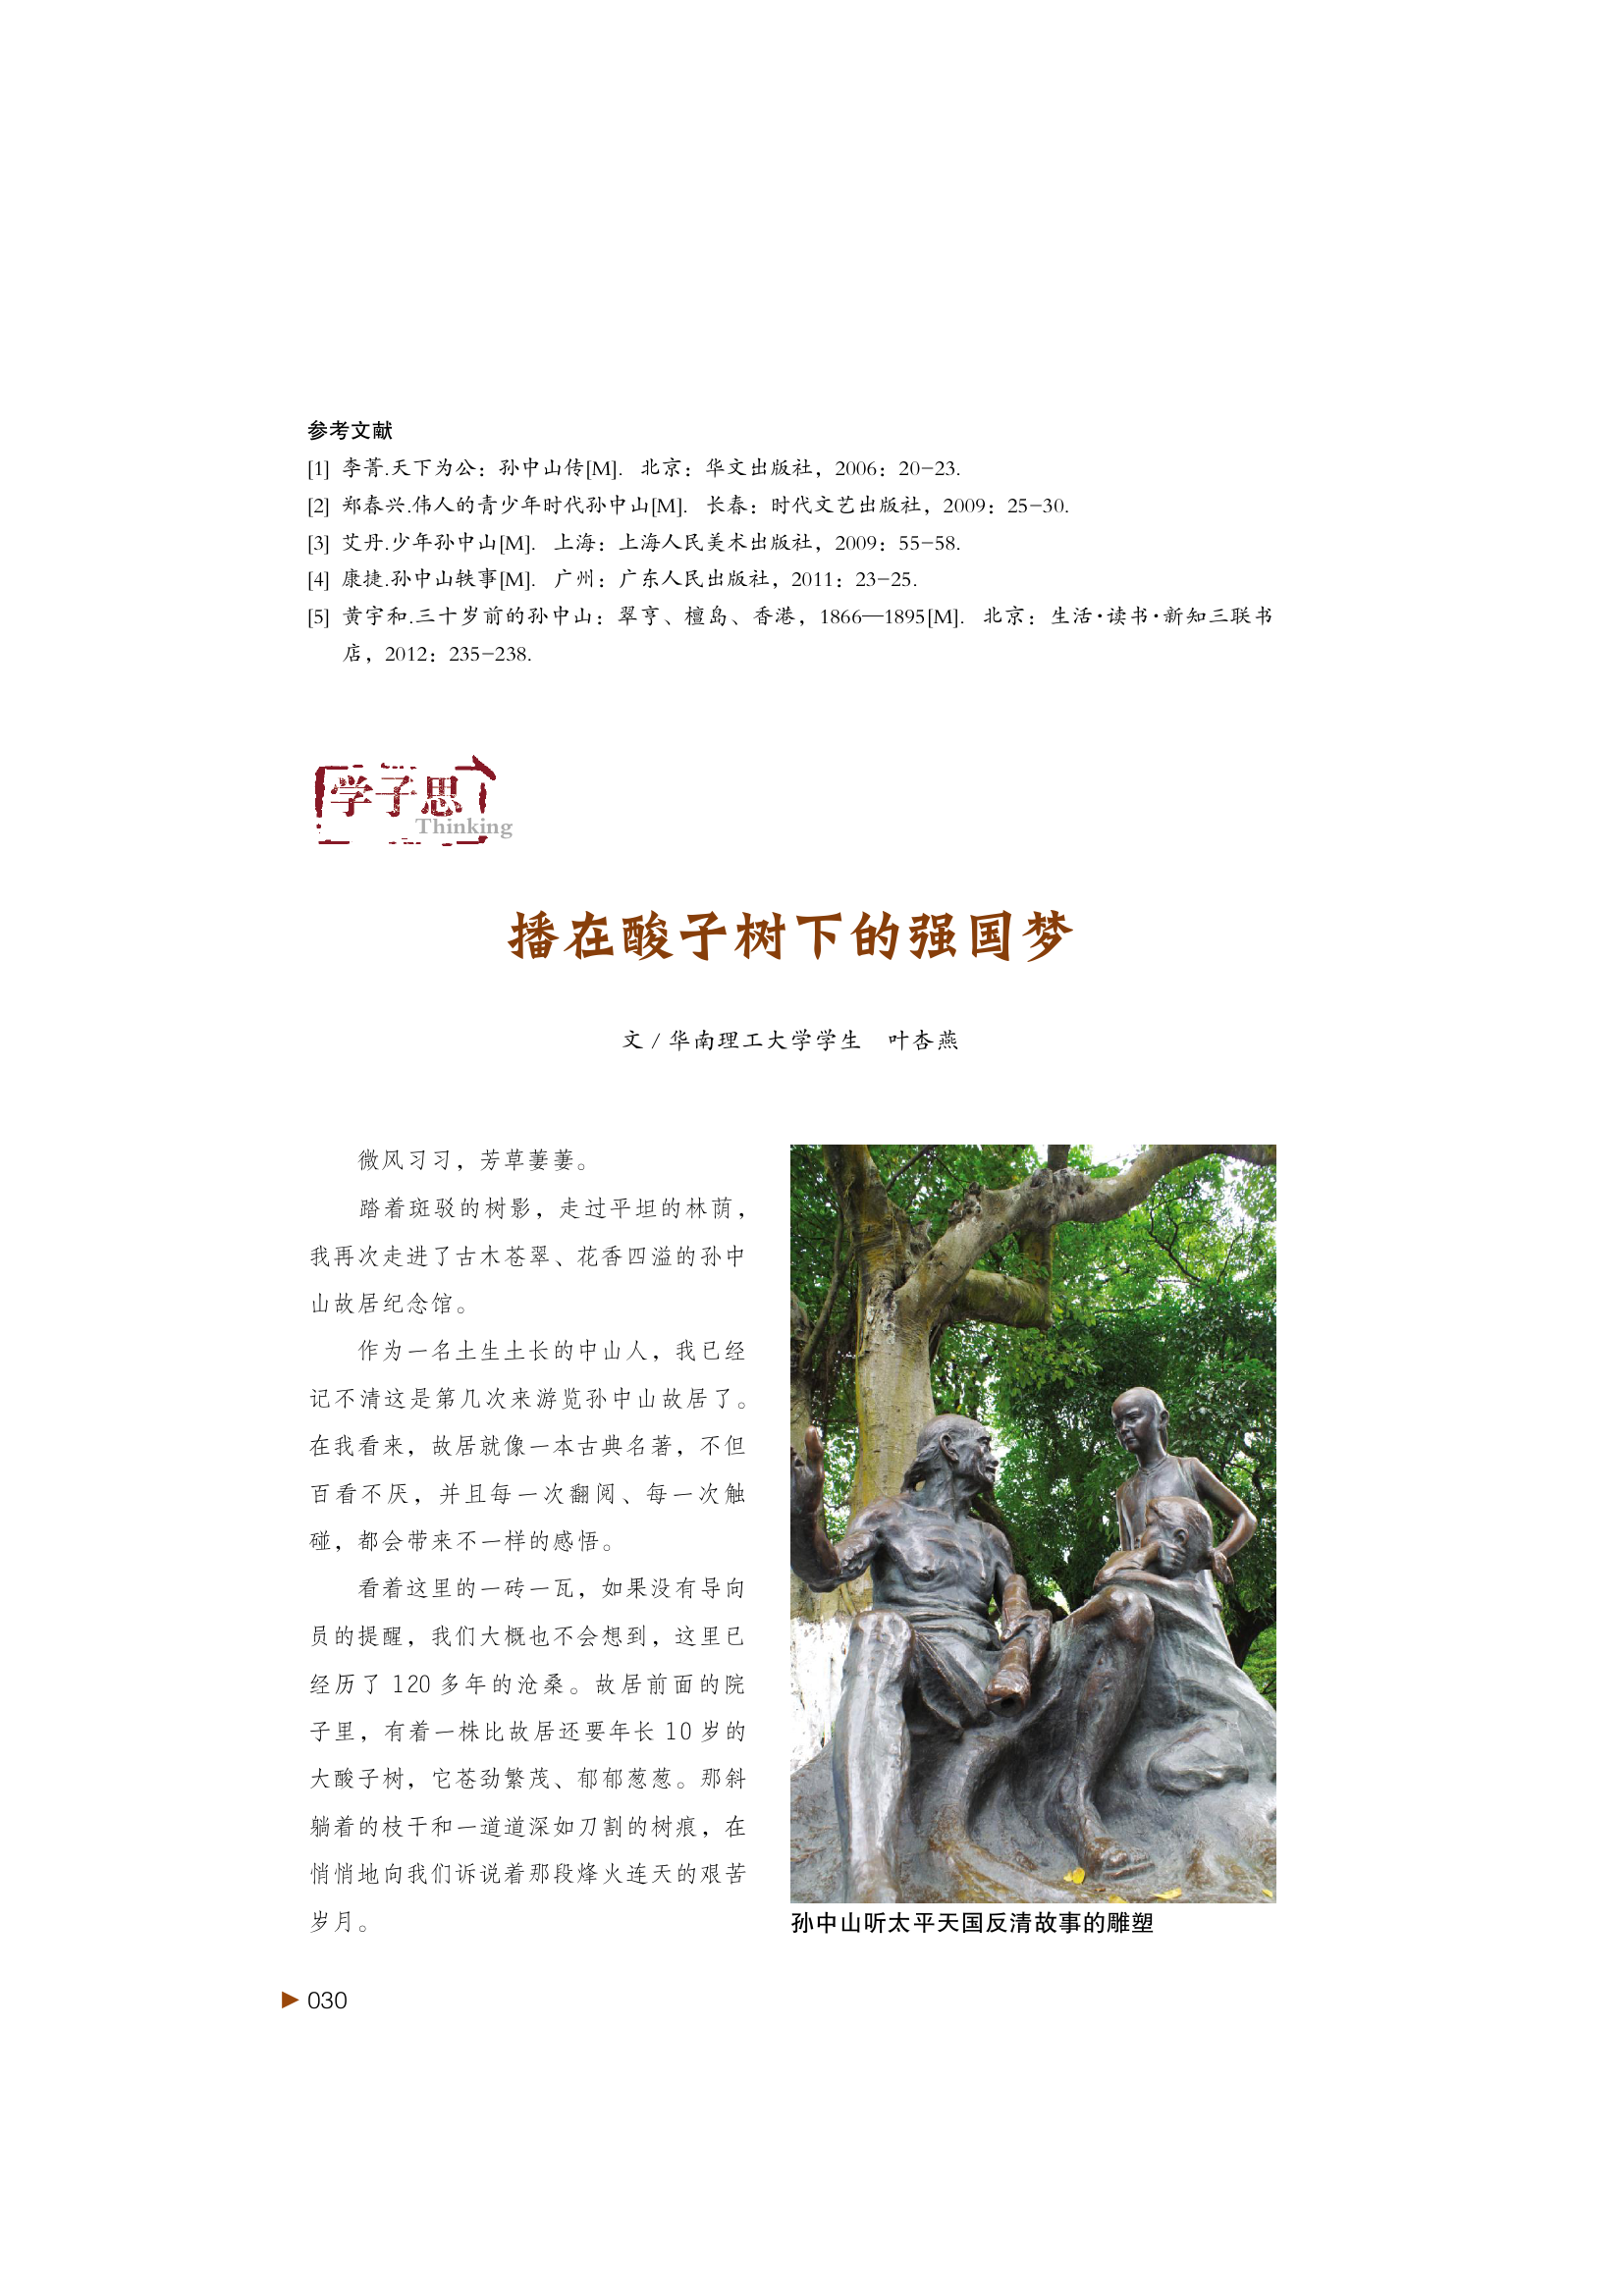 参考文献
[1] 李菁.天下为公：孙中山传[M]. 北京：华文出版社，2006：20-23.
[2] 郑春兴.伟人的青少年时代孙中山[M]. 长春：时代文艺出版社，2009：25-30.
[3] 艾丹.少年孙中山[M]. 上海：上海人民美术出版社，2009：55-58.
[4] 康捷.孙中山轶事[M]. 广州：广东人民出版社，2011：23-25.
[5] 黄宇和.三十岁前的孙中山：翠亨、檀岛、香港，1866—1895[M]. 北京：生活·读书·新知三联书
店，2012：235-238.
学子思
Thinking
播在酸子树下的强国梦
文 / 华南理工大学学生 叶杏燕
微风习习，芳草萋萋。
踏着斑驳的树影，走过平坦的林荫，
我再次走进了古木苍翠、花香四溢的孙中
山故居纪念馆。
作为一名土生土长的中山人，我已经
记不清这是第几次来游览孙中山故居了。
在我看来，故居就像一本古典名著，不但
百看不厌，并且每一次翻阅、每一次触
碰，都会带来不一样的感悟。
看着这里的一砖一瓦，如果没有导向
员的提醒，我们大概也不会想到，这里已
经历了 120 多年的沧桑。故居前面的院
子里，有着一株比故居还要年长 10 岁的
大酸子树，它苍劲繁茂、郁郁葱葱。那斜
躺着的枝干和一道道深如刀割的树痕，在
悄悄地向我们诉说着那段烽火连天的艰苦
岁月。
孙中山听太平天国反清故事的雕塑
030